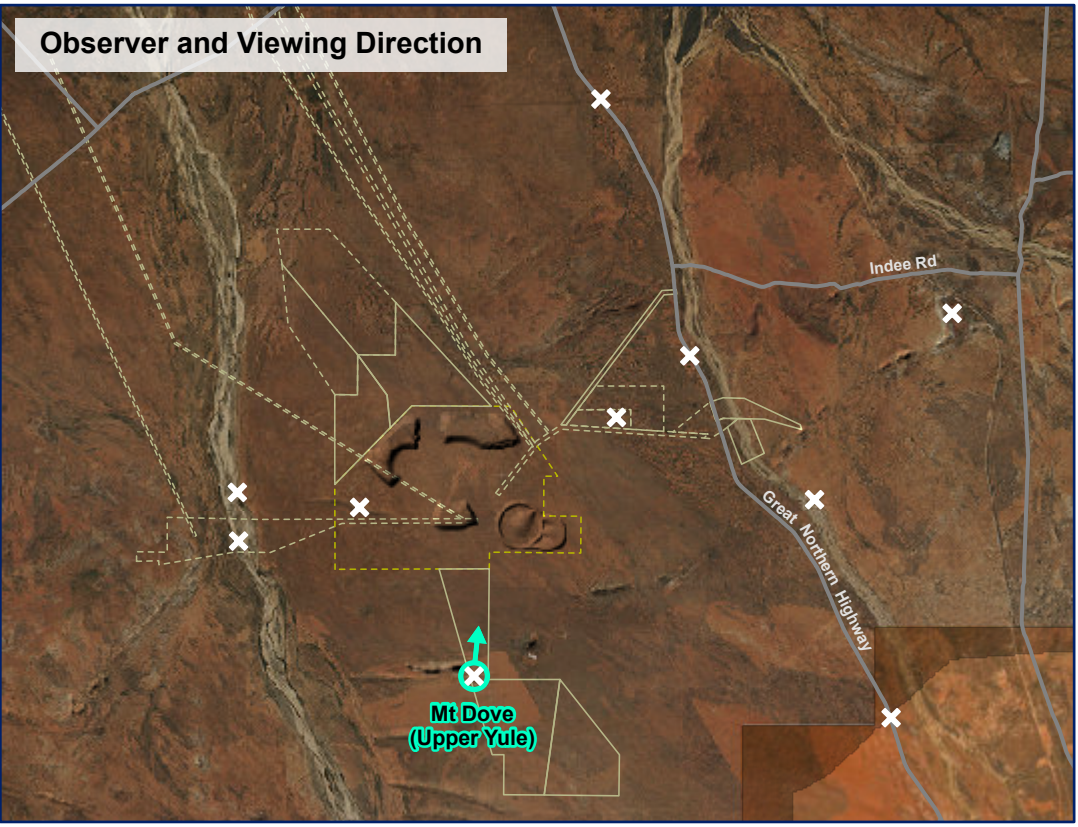 Observer and Viewing Direction
Indee Rd
Great Northern Highway
Mt Dove
(Upper Yule)